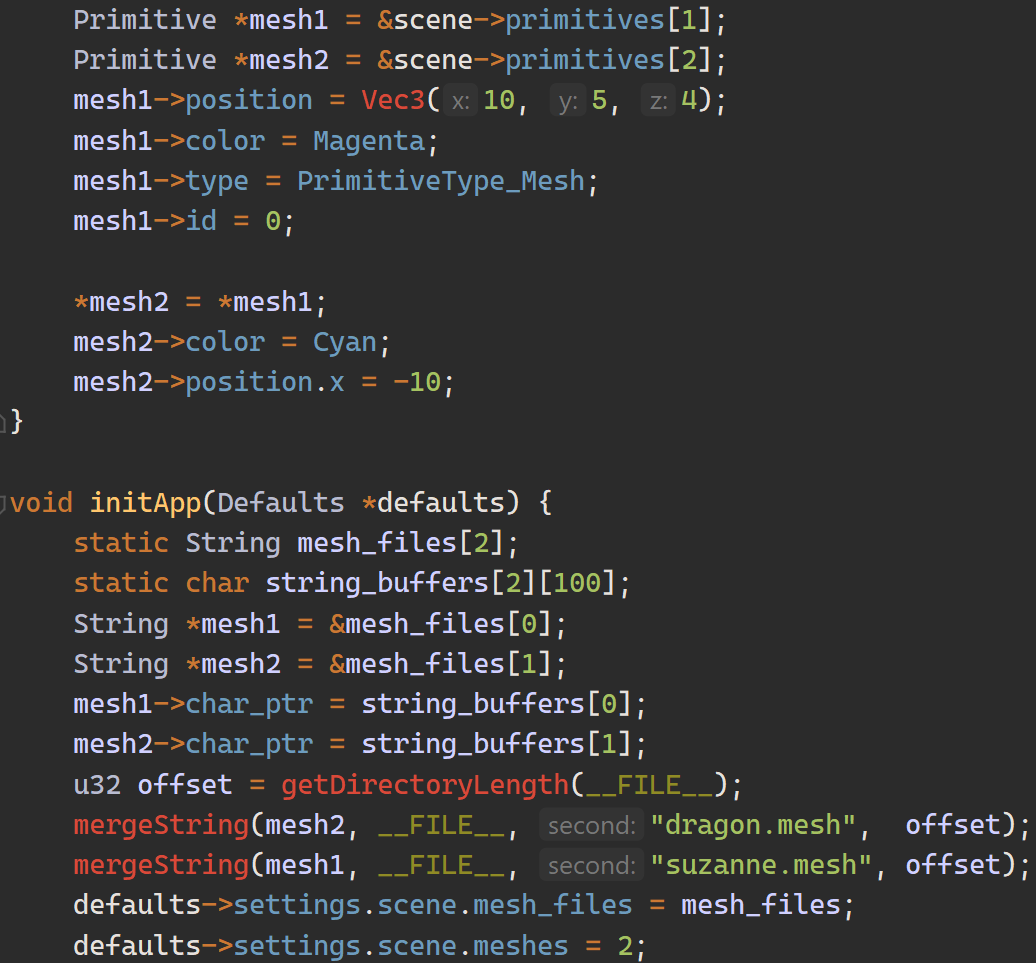 Primitive *mesh1 = &scene->primitives[1];
Primitive *mesh2 = &scene->primitives[2];
mesh1->position = Vec3( x: 10,  y: 5,  z: 4);
mesh1->color = Magenta;
mesh1->type = PrimitiveType_Mesh;
mesh1->id = 0;
*mesh2 = *mesh1;
mesh2->color = Cyan;
mesh2->position.x = -10;
}
void initApp(Defaults *defaults) {
static String mesh_files[2];
static char string_buffers[2][100];
String *mesh1 = &mesh_files[0];
String *mesh2 = &mesh_files[1];
mesh1->char_ptr = string_buffers[0];
mesh2->char_ptr = string_buffers[1];
u32 offset = getDirectoryLength(__FILE__);
mergeString(mesh2, __FILE__, second: "dragon.mesh",  offset);
mergeString(mesh1, __FILE__, second: "suzanne.mesh", offset);
defaults->settings.scene.mesh_files = mesh_files;
defaults->settings.scene.meshes = 2;